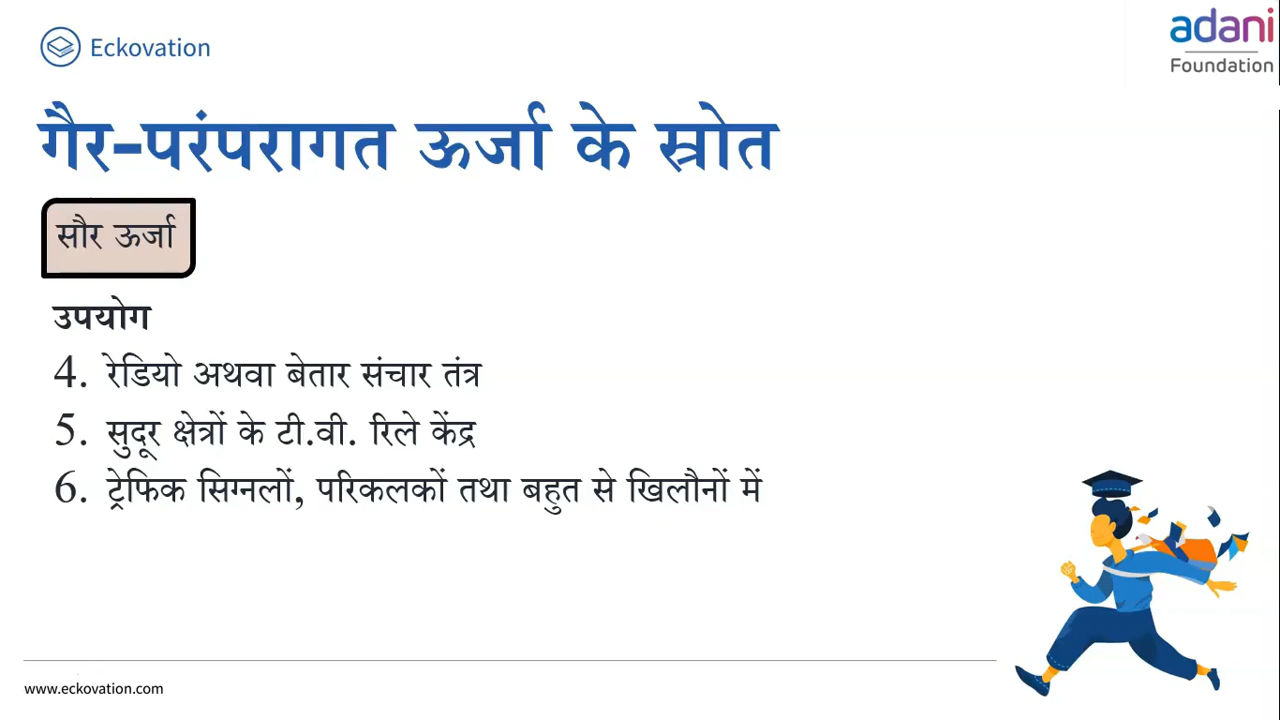 Eckovation
adani
Foundation
गैर-परंपरागत ऊर्जा के स्रोत
सौर ऊर्जा
उपयोग
4. रेडियो अथवा बेतार संचार तंत्र
5. सुदूर क्षेत्रों के टी.वी. रिले केंद्र
6. ट्रेफिक सिग्नलों, परिकलकों तथा बहुत से खिलौनों में
www.eckovation.com